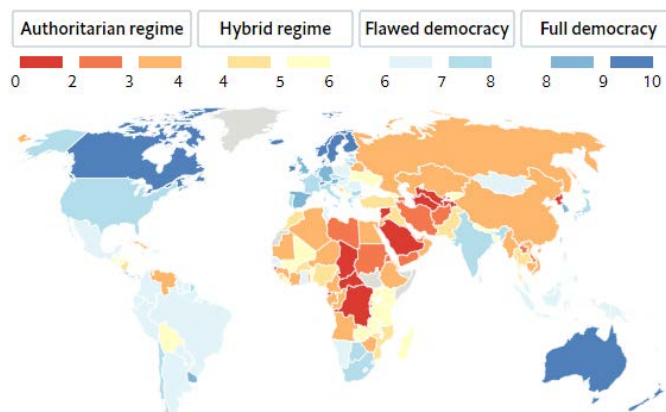 Authoritarian regime Hybrid regime Flawed democracy Full democracy
0 2 3 4 4 5 6 6 7 8 8 9 10